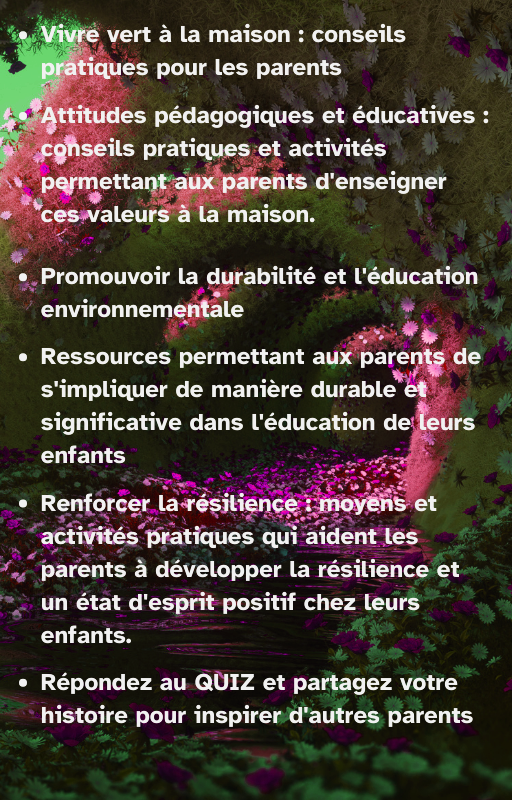 • Vivre vert à la maison : conseils
pratiques pour les parents
• Attitudes pédagogiques et éducatives :
conseils pratiques et activités
permettant aux parents d'enseigner
ces valeurs à la maison.
• Promouvoir la durabilité et l'éducation
environnementale
• Ressources permettant aux parents de
s'impliquer de manière durable et
significative dans l'éducation de leurs
enfants
• Renforcer la résilience : moyens et
activités pratiques qui aident les
parents à développer la résilience et
un état d'esprit positif chez leurs
enfants.
• Répondez au QUIZ et partagez votre
histoire pour inspirer d'autres parents